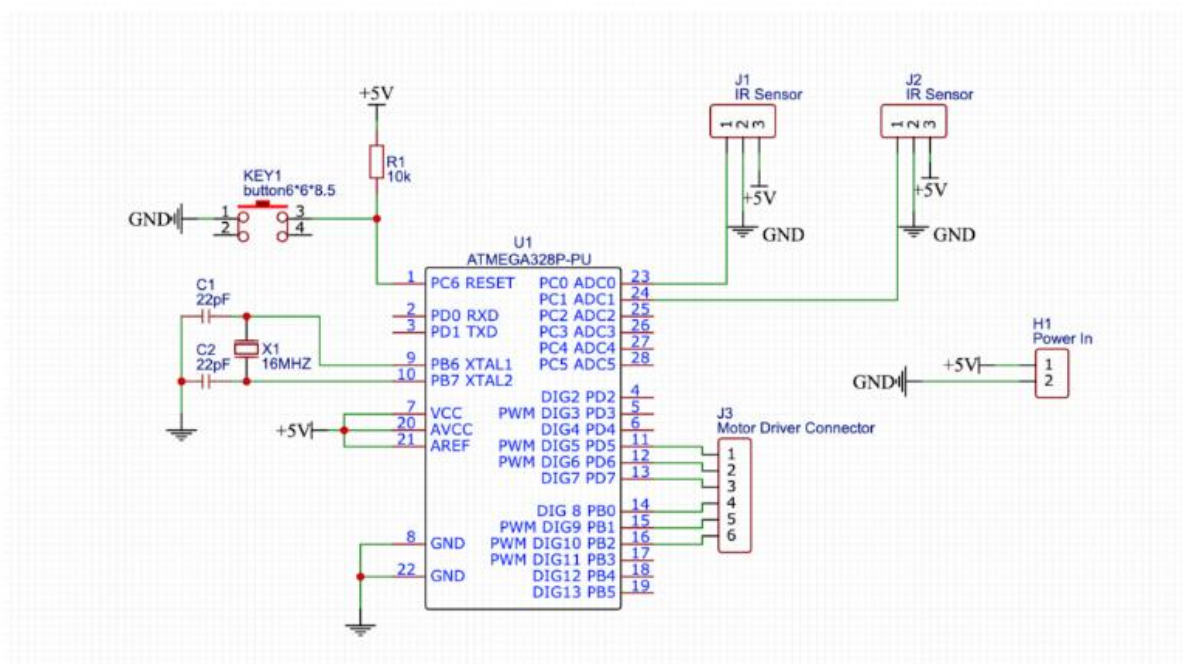 +5V
R1
10k
KEY1
button6*6*8.5
GND
1
2
3
4
J1
IR Sensor
1 2 3
+5V
GND
J2
IR Sensor
1 2 3
+5V
GND
U1
ATMEGA328P-PU
1 PC6 RESET
2 PD0 RXD
3 PD1 TXD
9 PB6 XTAL1
10 PB7 XTAL2
7 VCC
20 AVCC
21 AREF
8 GND
22 GND
PC0 ADC0 23
PC1 ADC1 24
PC2 ADC2 25
PC3 ADC3 26
PC4 ADC4 27
PC5 ADC5 28
DIG2 PD2 4
PWM DIG3 PD3 5
DIG4 PD4 6
PWM DIG5 PD5 11
PWM DIG6 PD6 12
DIG7 PD7 13
DIG 8 PB0 14
PWM DIG9 PB1 15
PWM DIG10 PB2 16
PWM DIG11 PB3 17
DIG12 PB4 18
DIG13 PB5 19
C1
22pF
C2
22pF
X1
16MHZ
+5V
H1
Power In
+5V
GND
1
2
J3
Motor Driver Connector
1
2
3
4
5
6